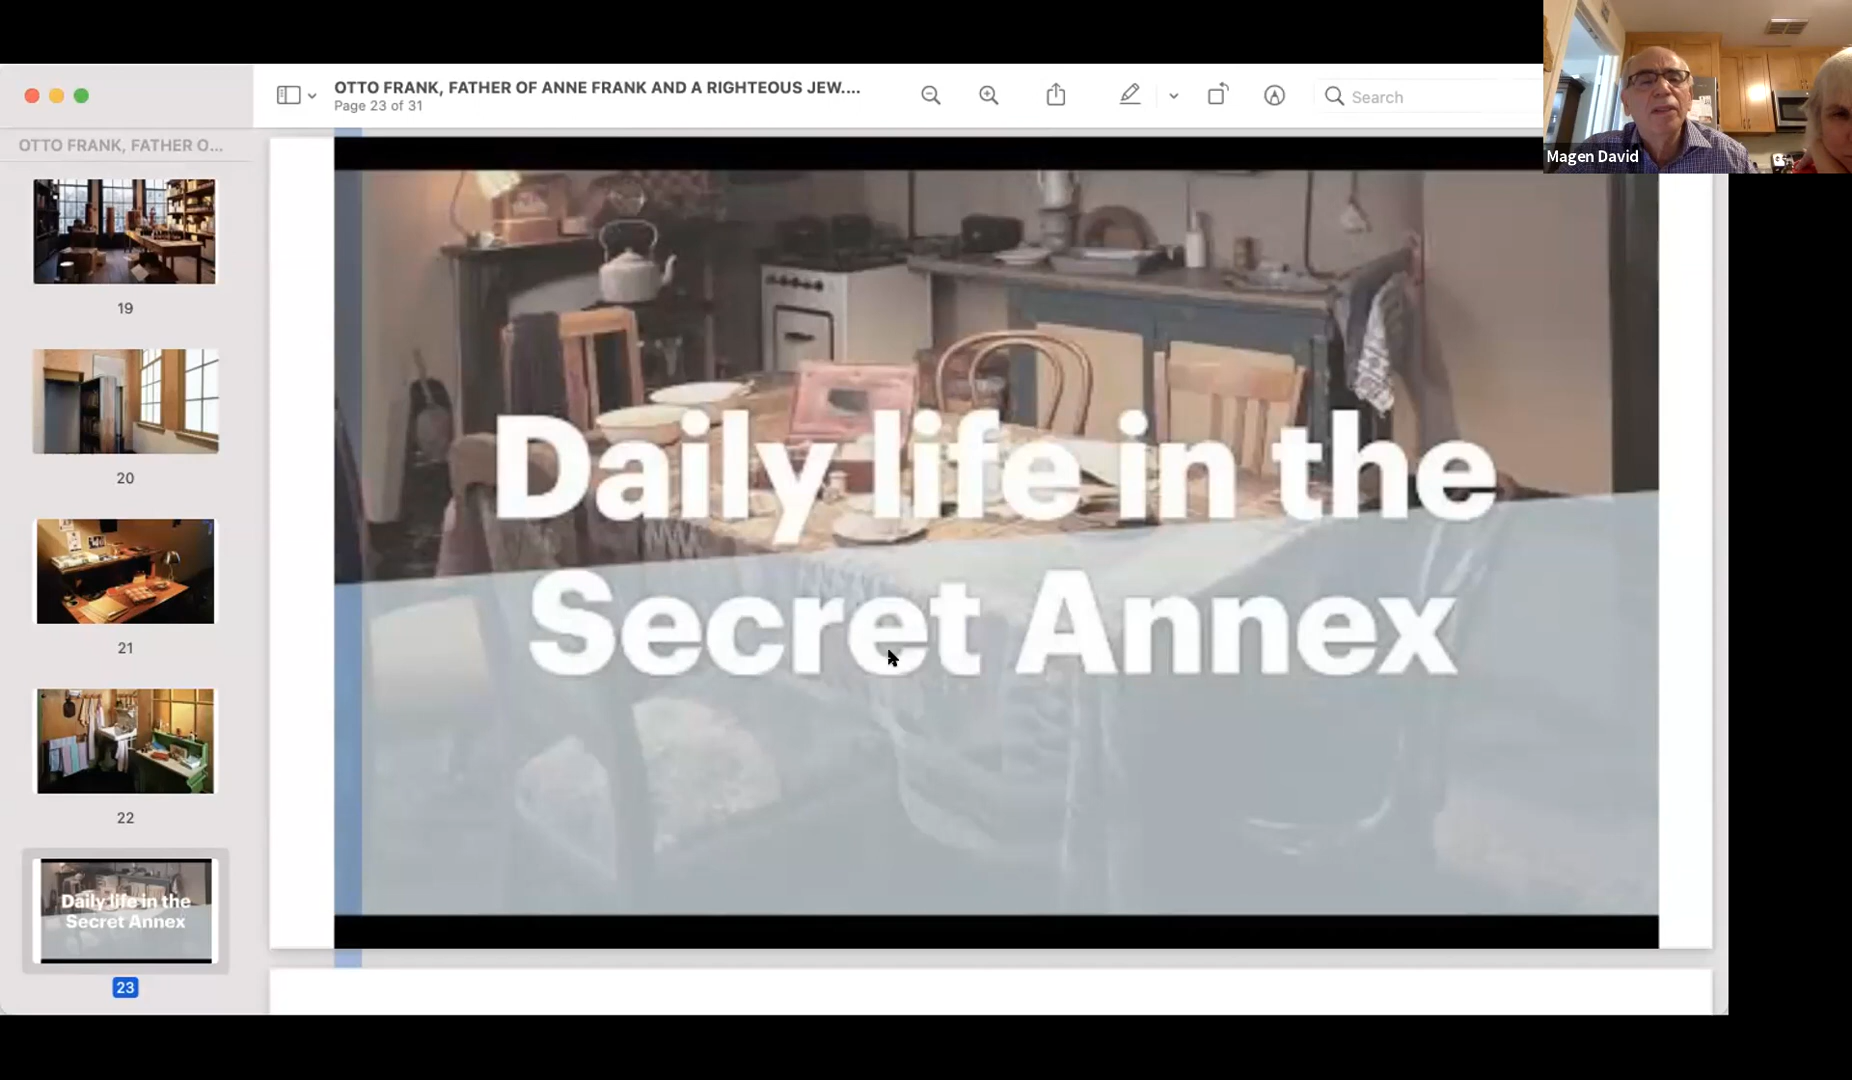 OTTO FRANK, FATHER OF ANNE FRANK AND A RIGHTEOUS JEW....
Page 23 of 31
Search
Magen David
OTTO FRANK, FATHER O...
19
20
21
22
Daily life in the
Secret Annex
23
Daily life in the
Secret Annex